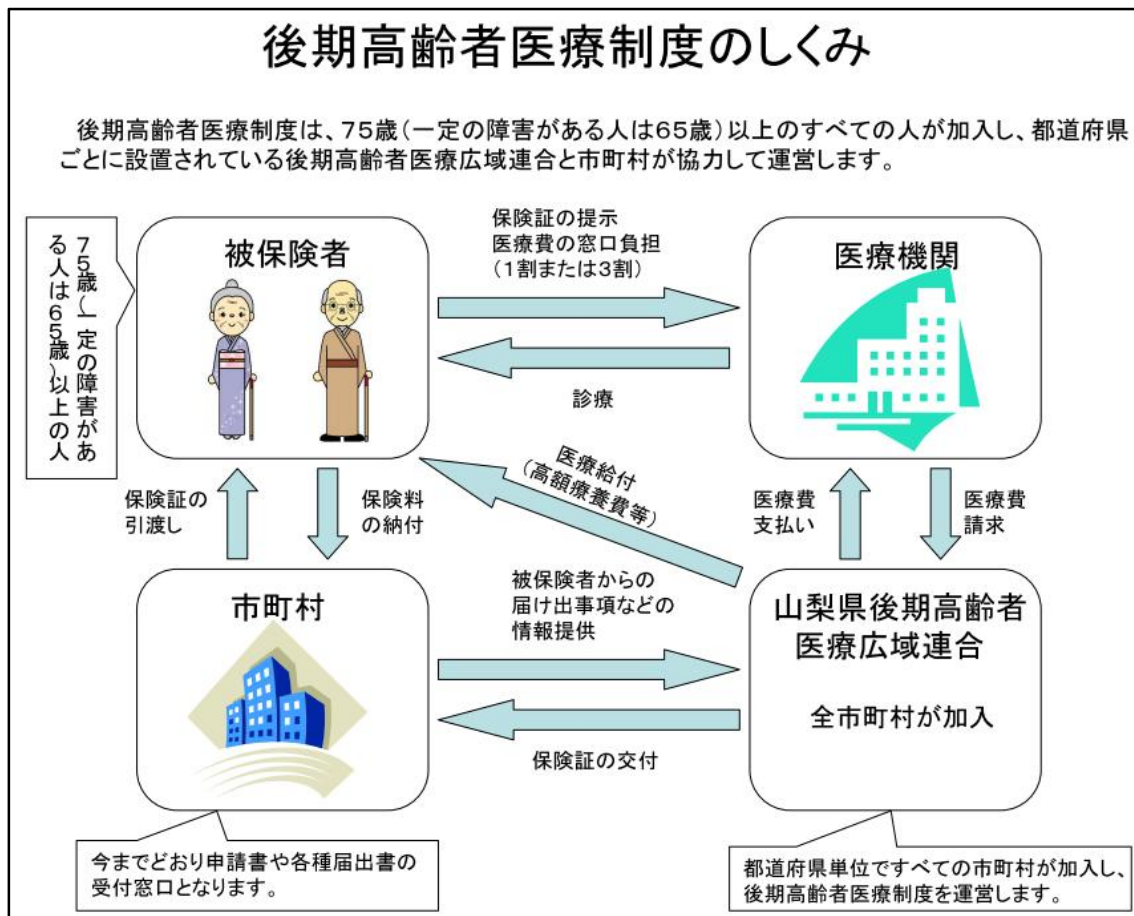 後期高齢者医療制度のしくみ
後期高齢者医療制度は、75歳(一定の障害がある人は65歳)以上のすべての人が加入し、都道府県
ごとに設置されている後期高齢者医療広域連合と市町村が協力して運営します。
75歳(一定の障害があ
る人は65歳)以上の人
被保険者
保険証の提示
医療費の窓口負担
(1割または3割)
医療機関
診療
保険証の
引渡し
保険料
の納付
医療給付
(高額療養費等)
医療費
支払い
医療費
請求
市町村
被保険者からの
届け出事項などの
情報提供
山梨県後期高齢者
医療広域連合
全市町村が加入
保険証の交付
今までどおり申請書や各種届出書の
受付窓口となります。
都道府県単位ですべての市町村が加入し、
後期高齢者医療制度を運営します。